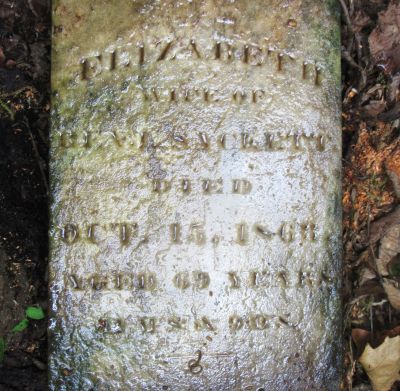 ELIZABETH
WIFE OF
SACKETT
DIED
OCT. 15, 1868
AGED 69 YEARS